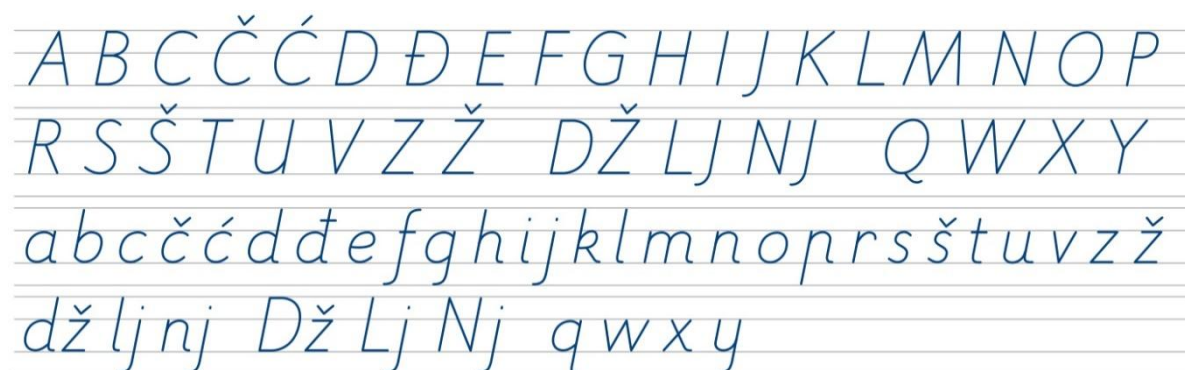 A B C Č Ć D Đ E F G H I J K L M N O P
R S Š T U V Z Ž DŽ LJ NJ Q W X Y
a b c č ć d đ e f g h i j k l m n o p r s š t u v z ž
dž lj nj Dž Lj Nj q w x y